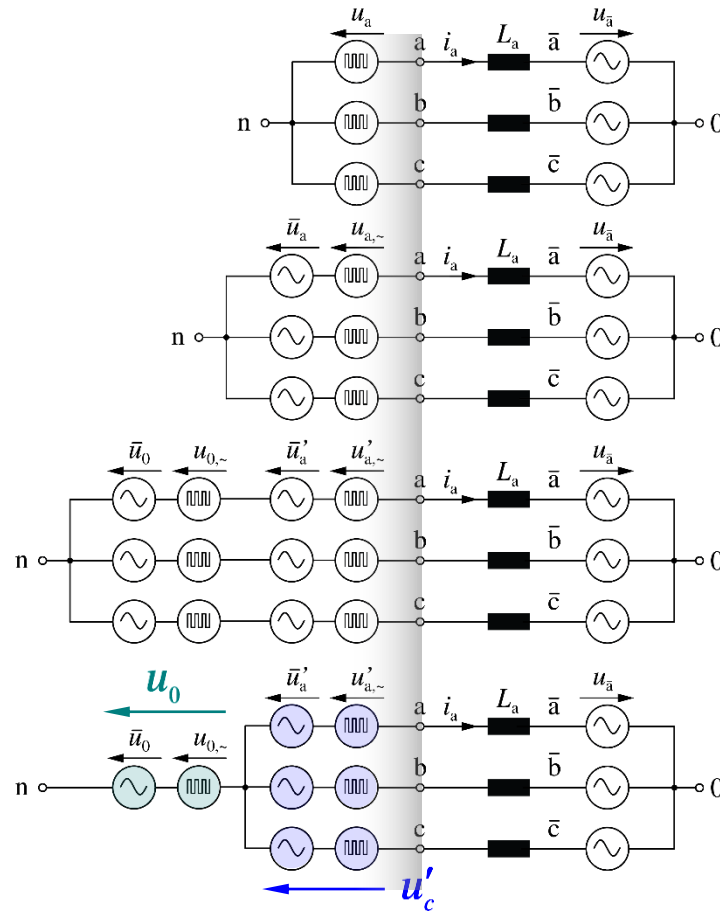 u_a a i_a L_a ā u_ā
n b b̄ 0
c c̄
ū_a u_a,~ a i_a L_a ā u_ā
n b b̄ 0
c c̄
ū_0 u_0,~ ū'_a u'_a,~ a i_a L_a ā u_ā
n b b̄ 0
c c̄
u_0 ū'_a u'_a,~ a i_a L_a ā u_ā
ū_0 u_0,~
n b b̄ 0
c c̄
u'_c